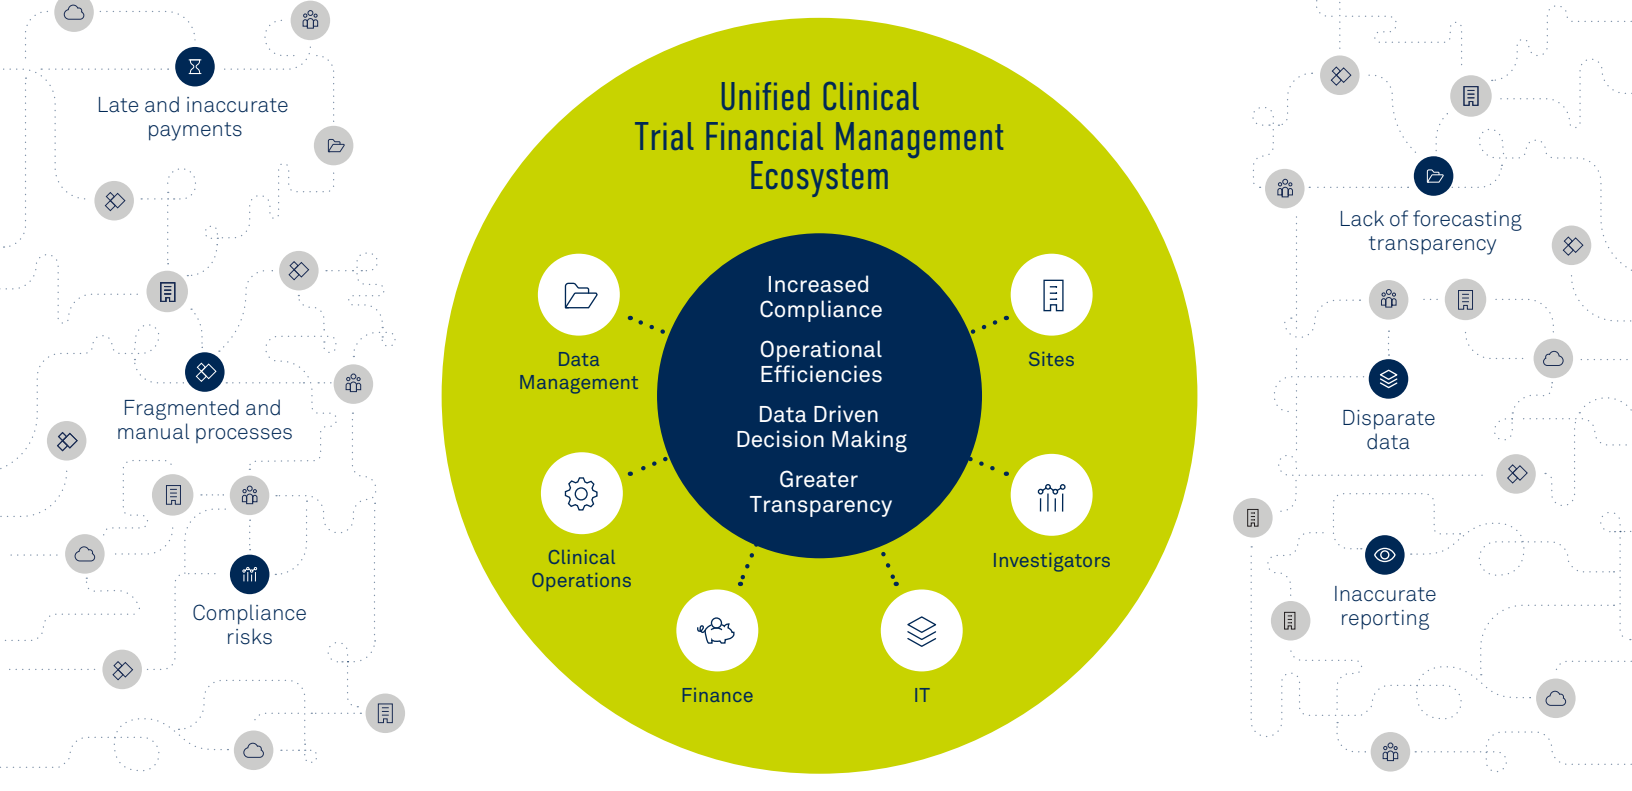 Late and inaccurate
payments
Fragmented and
manual processes
Compliance
risks
Unified Clinical
Trial Financial Management
Ecosystem
Increased
Compliance
Operational
Efficiencies
Data Driven
Decision Making
Greater
Transparency
Data
Management
Clinical
Operations
Finance
IT
Investigators
Sites
Lack of forecasting
transparency
Disparate
data
Inaccurate
reporting